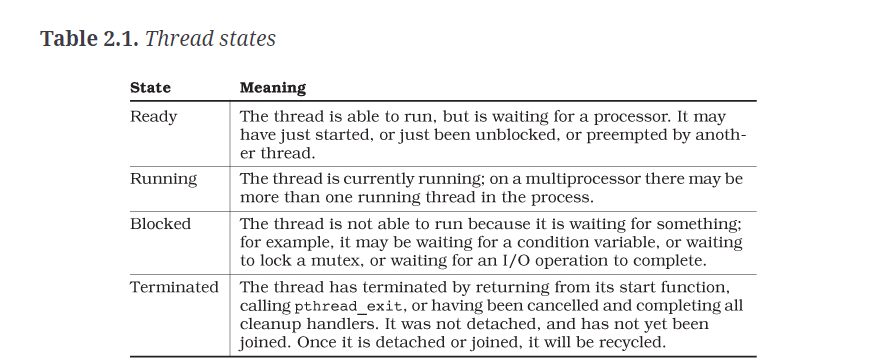 Table 2.1. Thread states
State Meaning
Ready The thread is able to run, but is waiting for a processor. It may
have just started, or just been unblocked, or preempted by anoth-
er thread.
Running The thread is currently running; on a multiprocessor there may be
more than one running thread in the process.
Blocked The thread is not able to run because it is waiting for something;
for example, it may be waiting for a condition variable, or waiting
to lock a mutex, or waiting for an I/O operation to complete.
Terminated The thread has terminated by returning from its start function,
calling pthread_exit, or having been cancelled and completing all
cleanup handlers. It was not detached, and has not yet been
joined. Once it is detached or joined, it will be recycled.